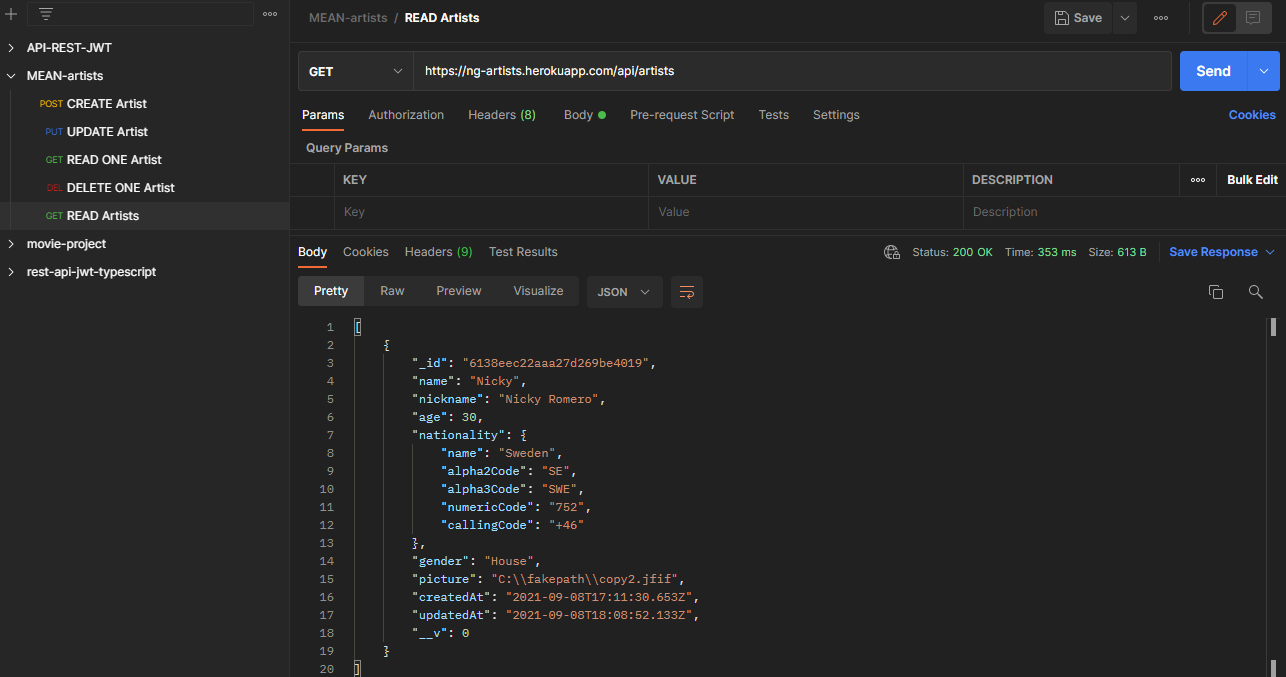 MEAN-artists / READ Artists
Save
API-REST-JWT
MEAN-artists
POST CREATE Artist
PUT UPDATE Artist
GET READ ONE Artist
DEL DELETE ONE Artist
GET READ Artists
movie-project
rest-api-jwt-typescript
GET https://ng-artists.herokuapp.com/api/artists Send
Params Authorization Headers (8) Body Pre-request Script Tests Settings Cookies
Query Params
KEY VALUE DESCRIPTION Bulk Edit
Key Value Description
Body Cookies Headers (9) Test Results Status: 200 OK Time: 353 ms Size: 613 B Save Response
Pretty Raw Preview Visualize JSON
1 [
2 {
3 "_id": "6138eec22aaa27d269be4019",
4 "name": "Nicky",
5 "nickname": "Nicky Romero",
6 "age": 30,
7 "nationality": {
8 "name": "Sweden",
9 "alpha2Code": "SE",
10 "alpha3Code": "SWE",
11 "numericCode": "752",
12 "callingCode": "+46"
13 },
14 "gender": "House",
15 "picture": "C:\\fakepath\\copy2.jfif",
16 "createdAt": "2021-09-08T17:11:30.653Z",
17 "updatedAt": "2021-09-08T18:08:52.133Z",
18 "__v": 0
19 }
20 ]